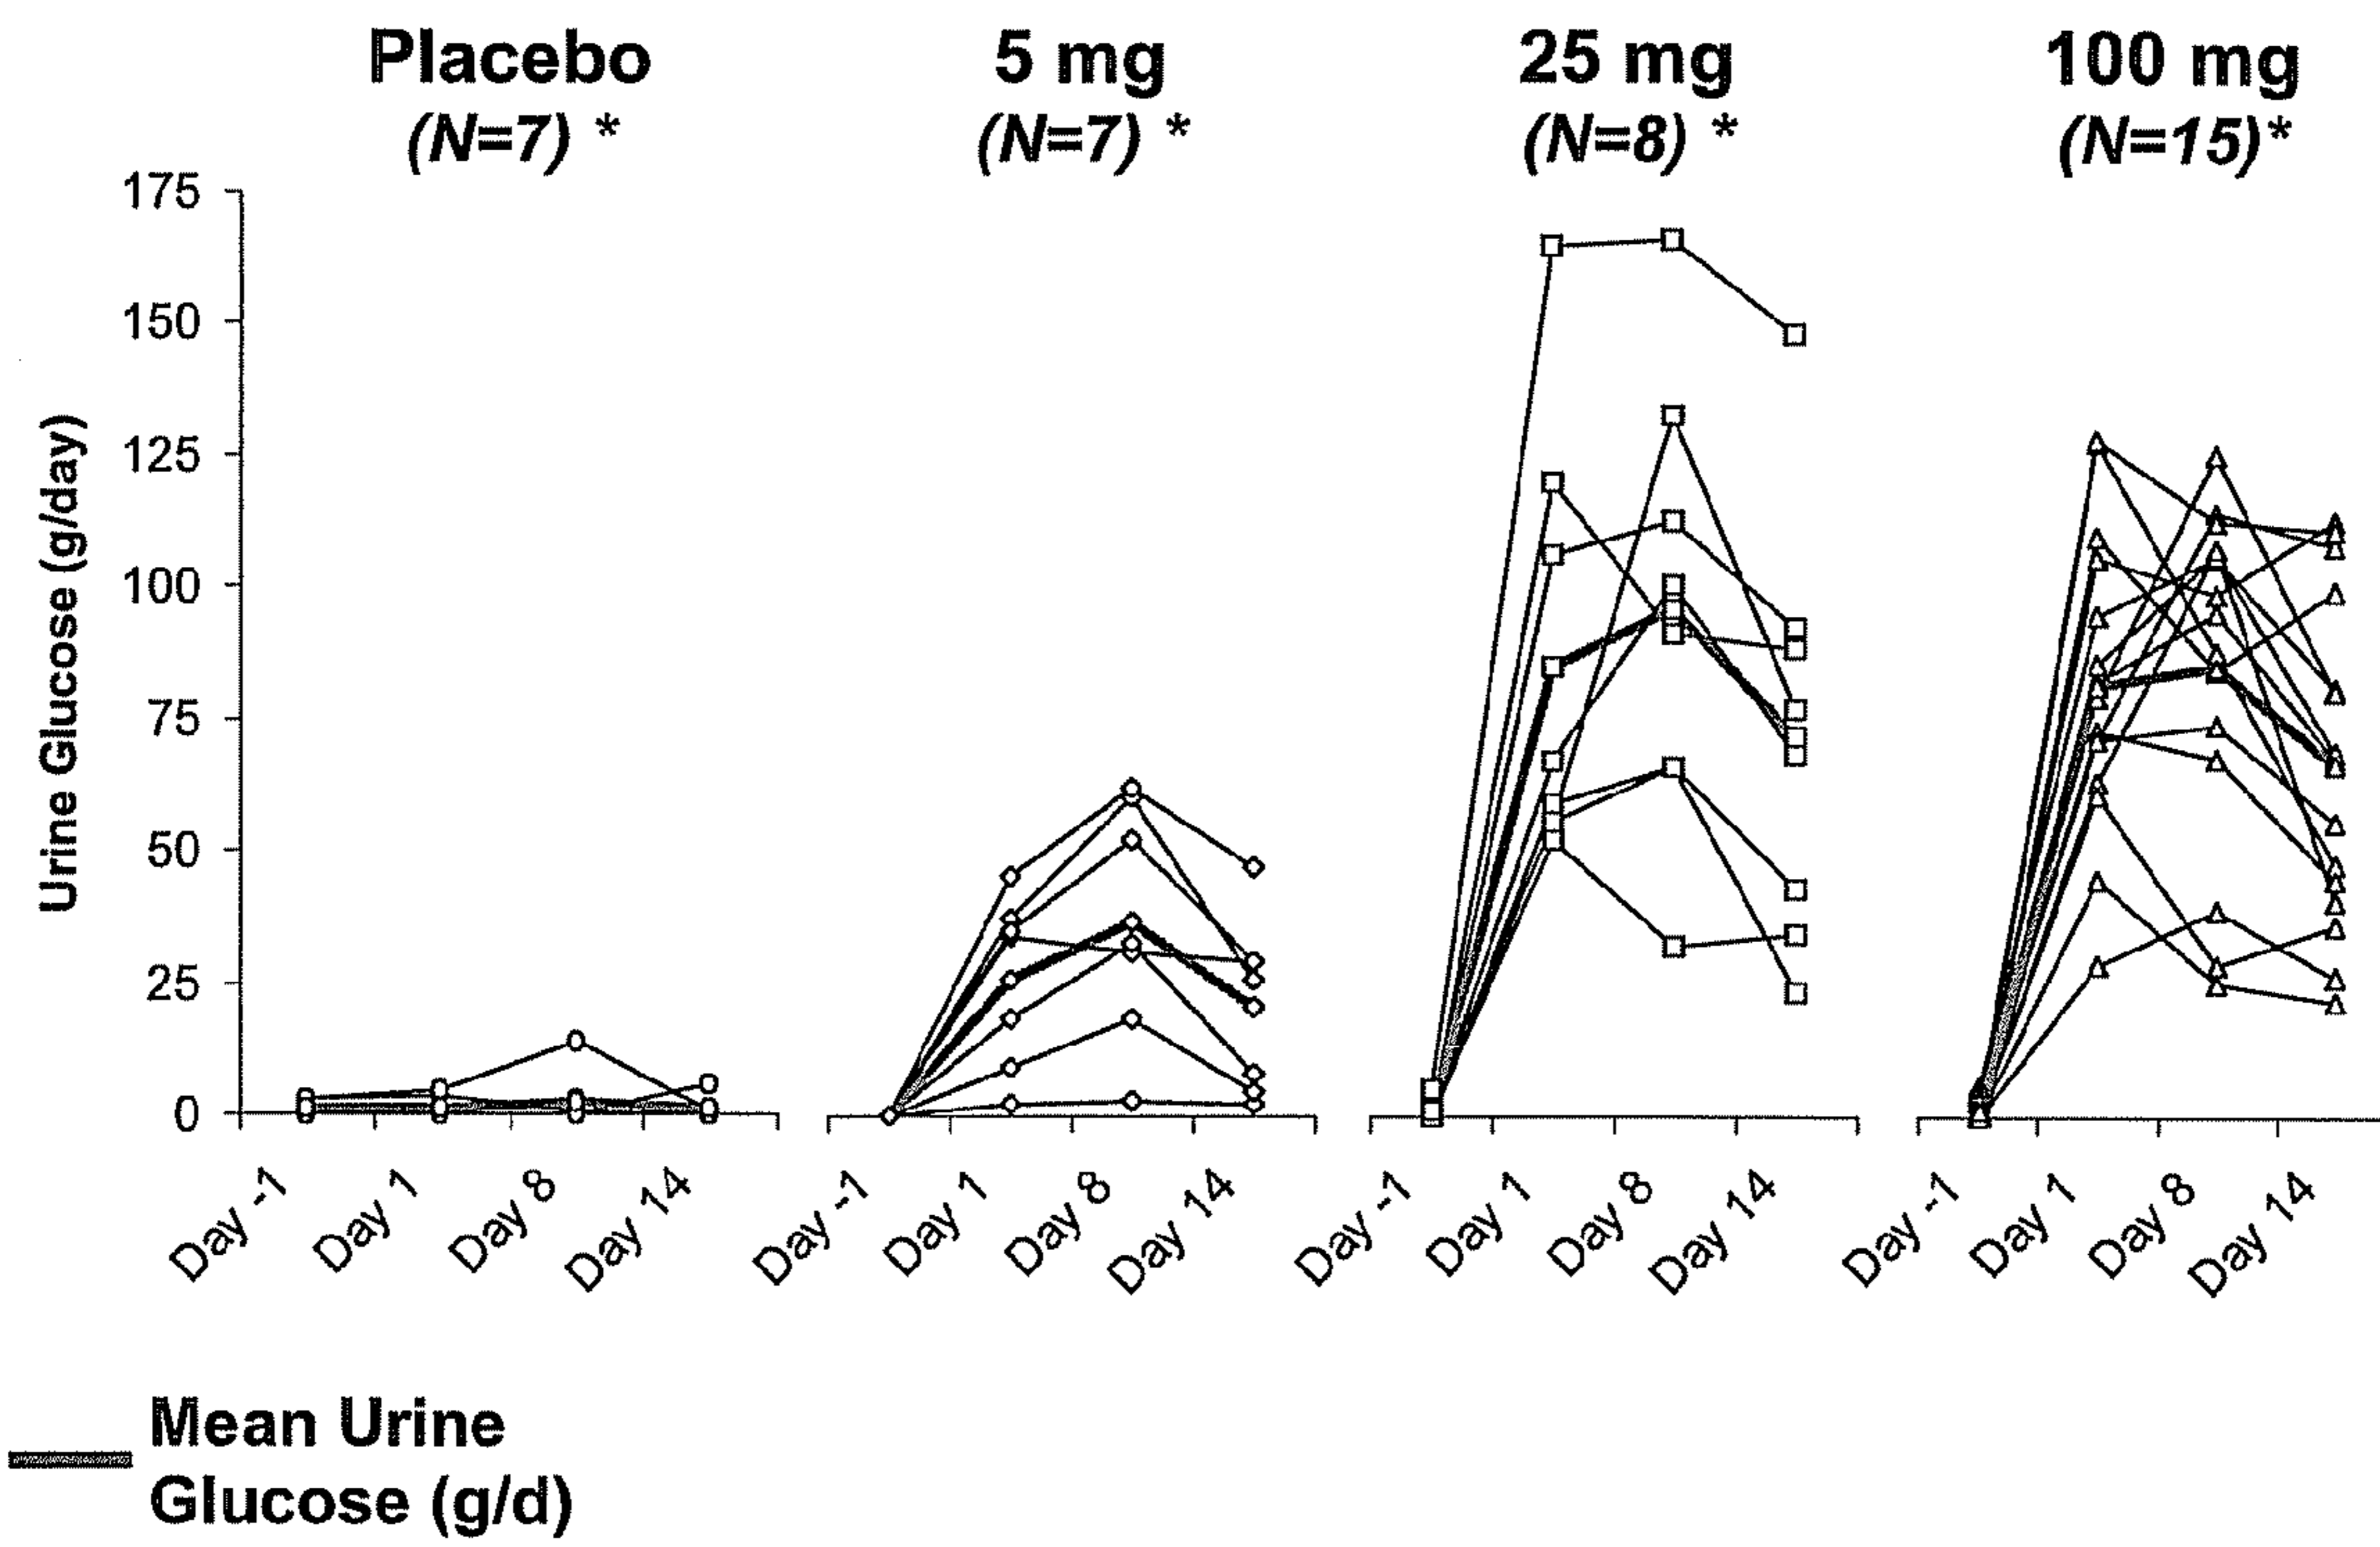 Placebo
(N=7) *
5 mg
(N=7) *
25 mg
(N=8) *
100 mg
(N=15)*
Urine Glucose (g/day)
175
150
125
100
75
50
25
0
Day -1
Day 1
Day 8
Day 14
Day -1
Day 1
Day 8
Day 14
Day -1
Day 1
Day 8
Day 14
Day -1
Day 1
Day 8
Day 14
Mean Urine
Glucose (g/d)